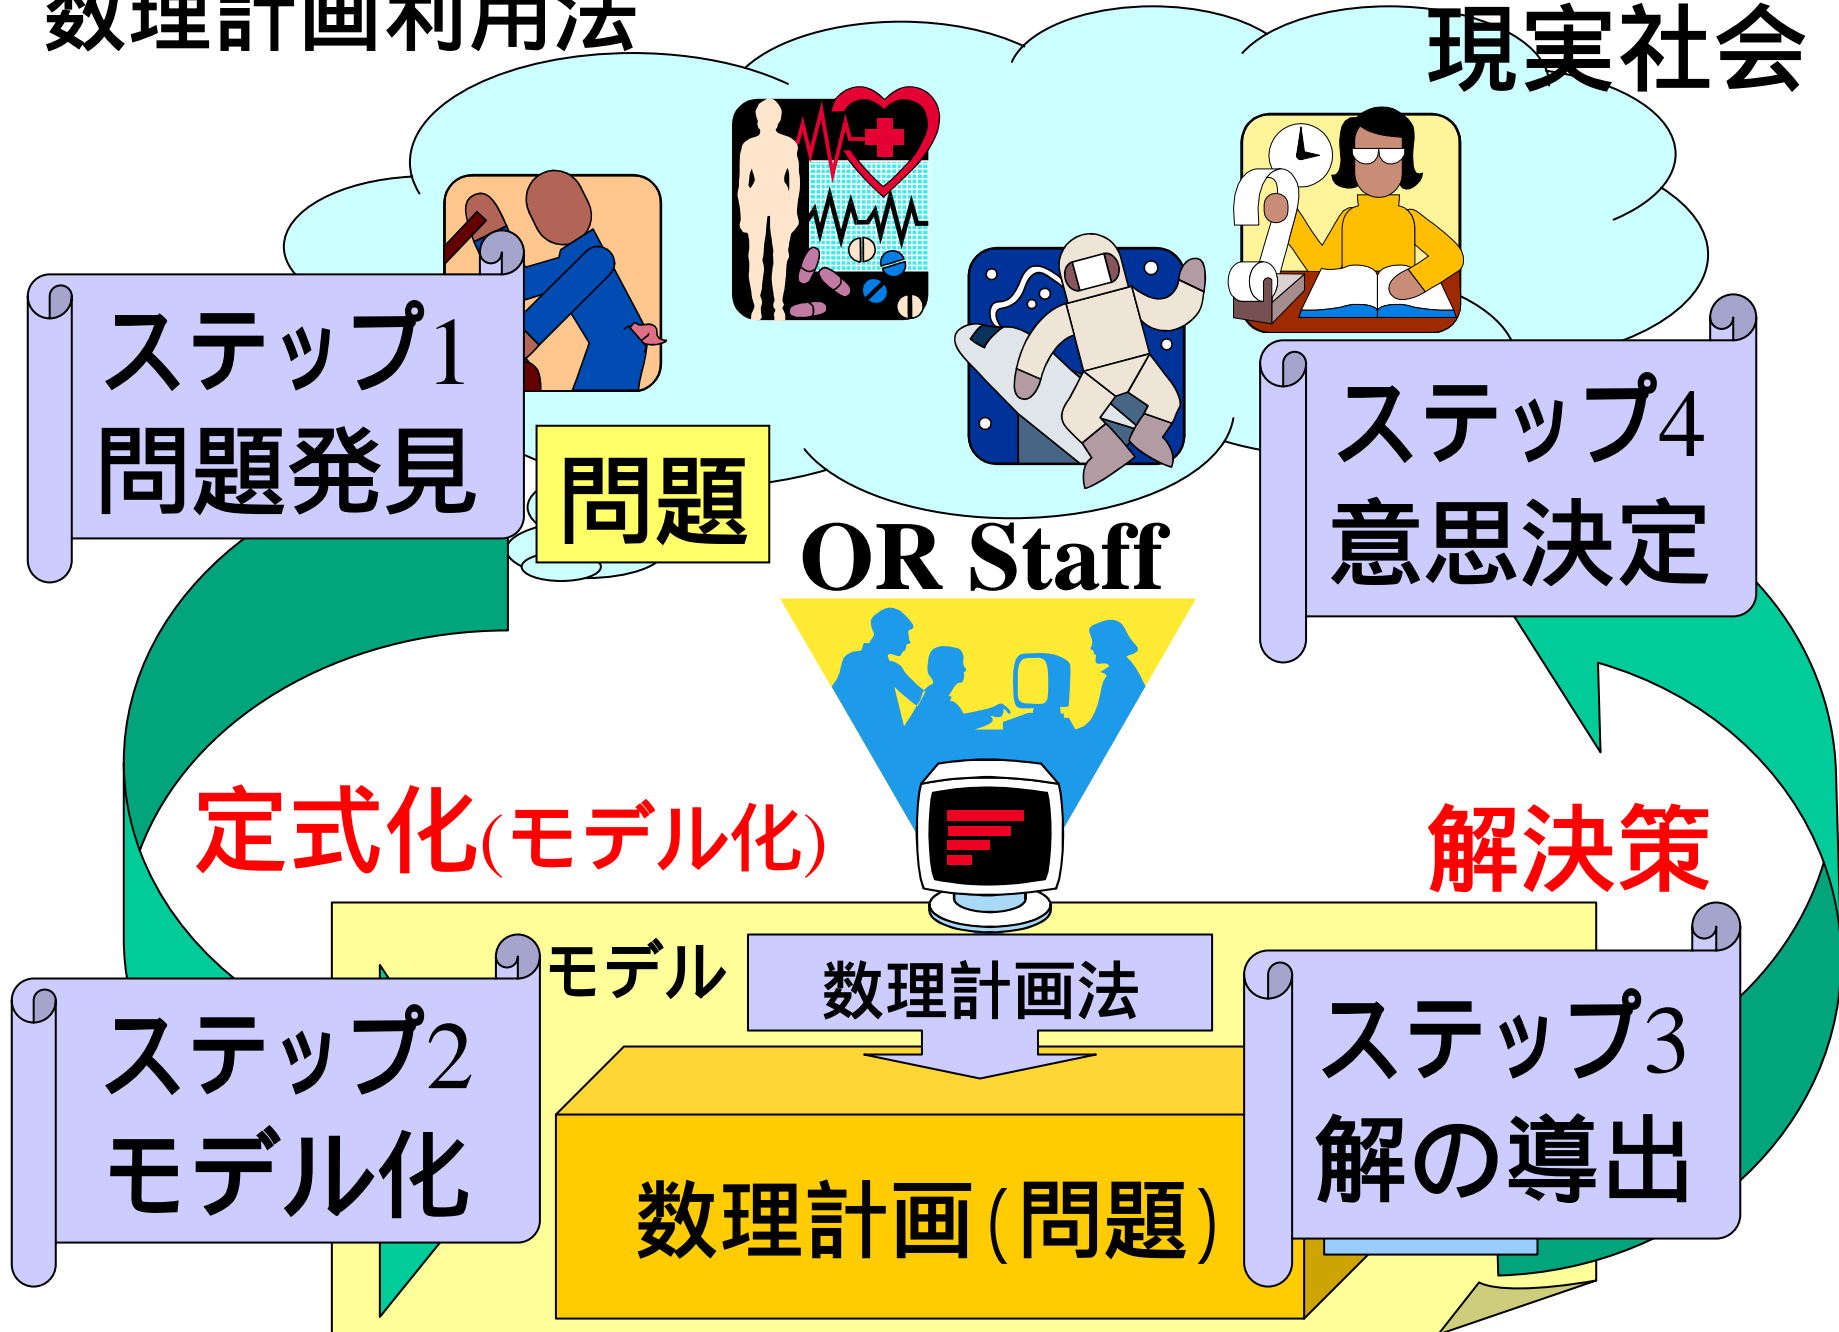 数理計画利用法
現実社会
ステップ1
問題発見
問題
ステップ4
意思決定
OR Staff
定式化(モデル化)
解決策
モデル
数理計画法
ステップ2
モデル化
ステップ3
解の導出
数理計画(問題)